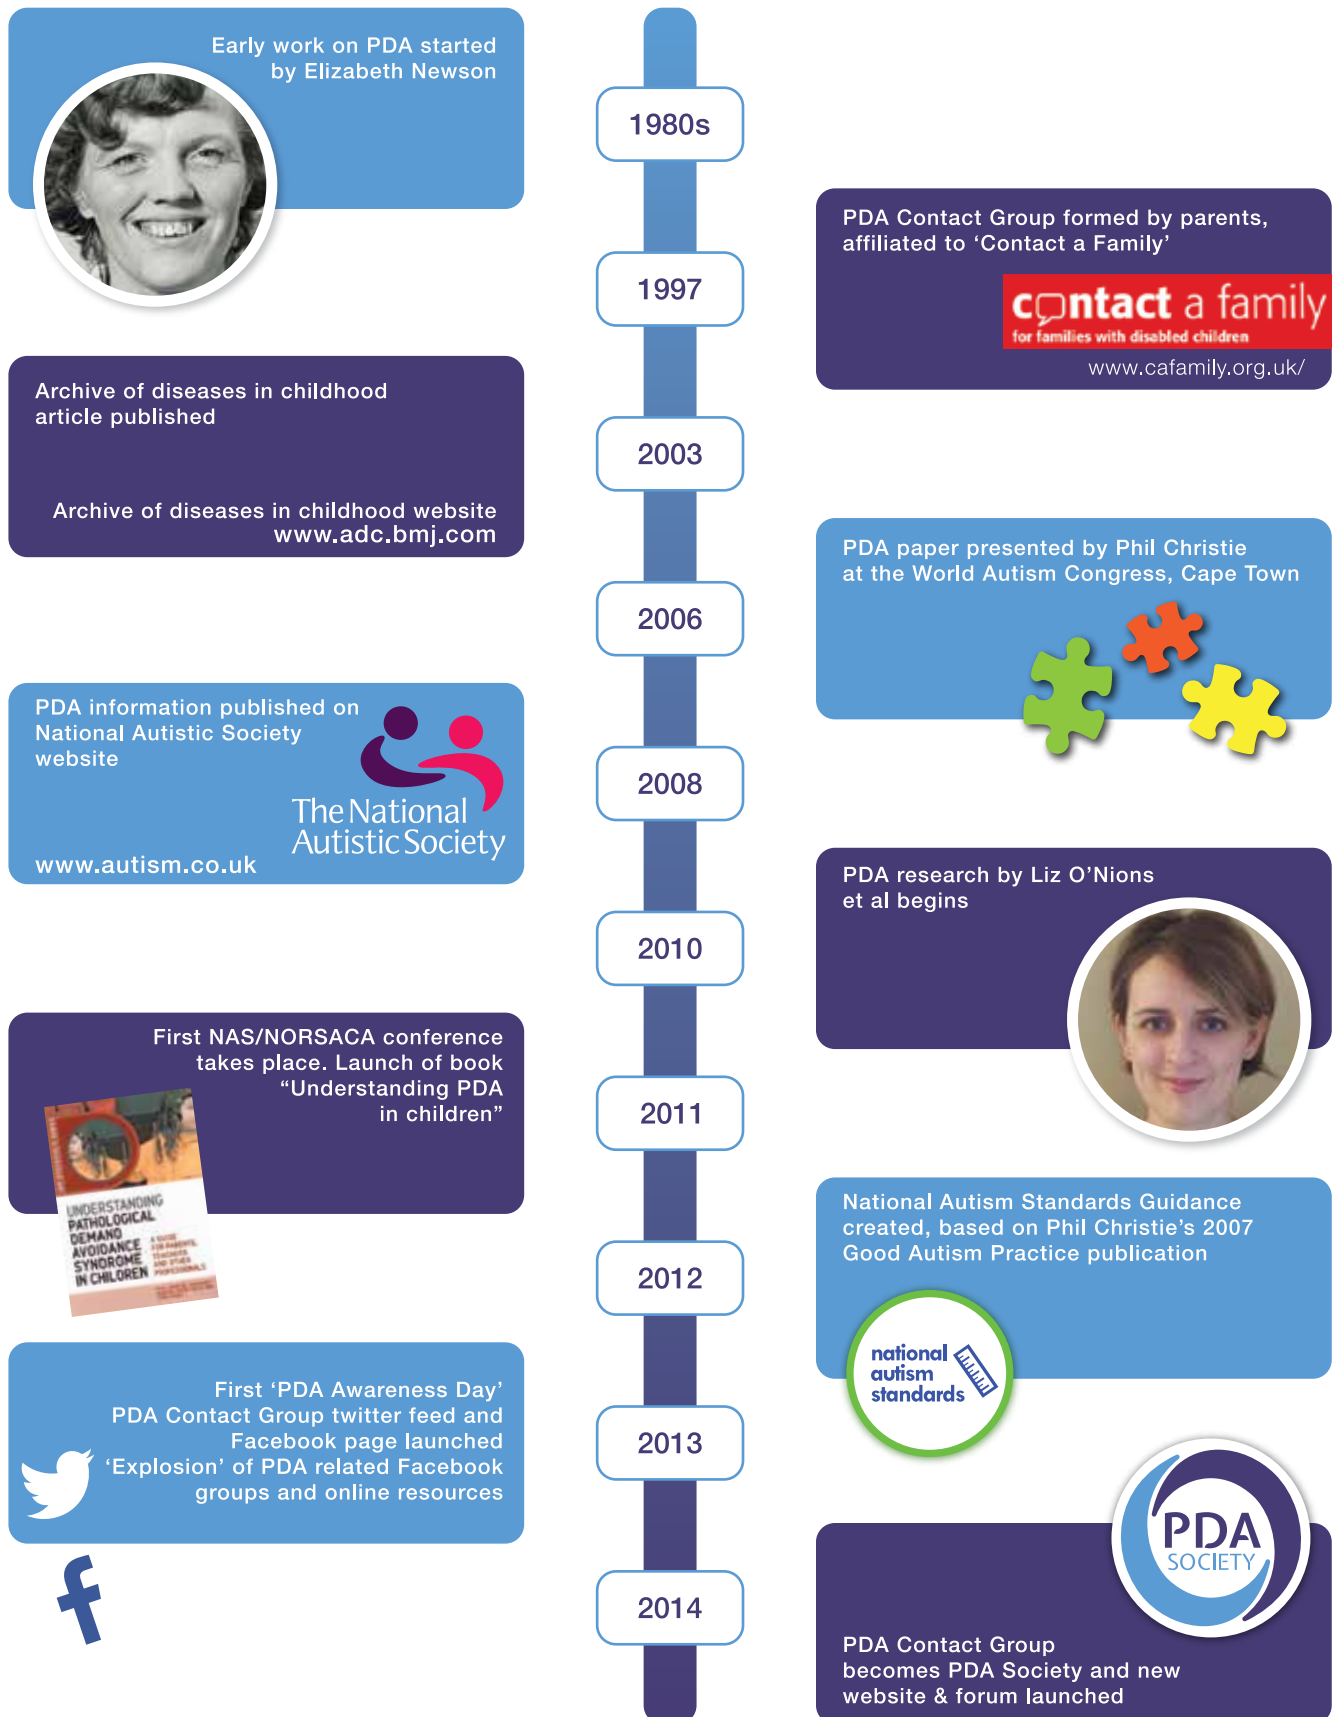 Early work on PDA started
by Elizabeth Newson
1980s
PDA Contact Group formed by parents,
affiliated to ‘Contact a Family’
contact a family
for families with disabled children
www.cafamily.org.uk/
1997
Archive of diseases in childhood
article published
Archive of diseases in childhood website
www.adc.bmj.com
2003
PDA paper presented by Phil Christie
at the World Autism Congress, Cape Town
2006
PDA information published on
National Autistic Society
website
The National
Autistic Society
www.autism.co.uk
2008
PDA research by Liz O’Nions
et al begins
2010
First NAS/NORSACA conference
takes place. Launch of book
“Understanding PDA
in children”
UNDERSTANDING
PATHOLOGICAL
DEMAND
AVOIDANCE
SYNDROME
IN CHILDREN
A GUIDE
FOR PARENTS,
TEACHERS
AND OTHER
PROFESSIONALS
2011
National Autism Standards Guidance
created, based on Phil Christie’s 2007
Good Autism Practice publication
national
autism
standards
2012
First ‘PDA Awareness Day’
PDA Contact Group twitter feed and
Facebook page launched
‘Explosion’ of PDA related Facebook
groups and online resources
2013
PDA
SOCIETY
2014
PDA Contact Group
becomes PDA Society and new
website & forum launched